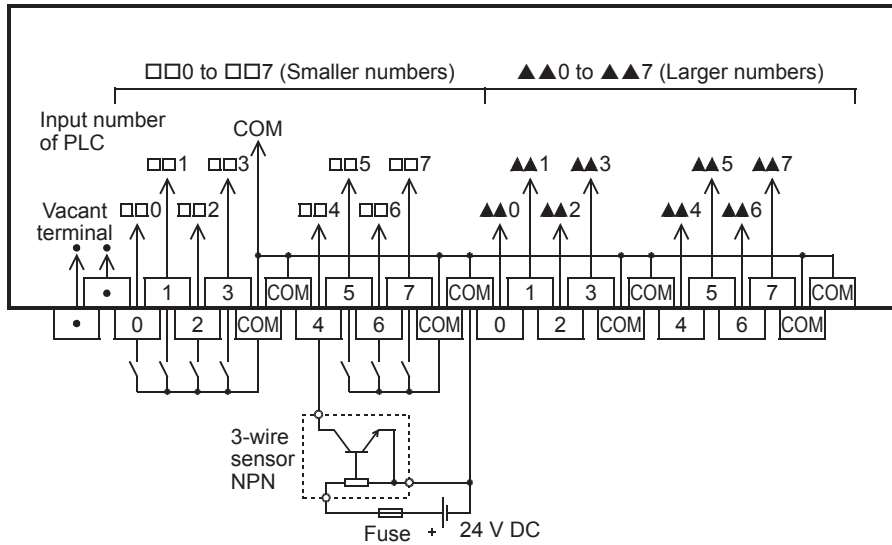 □□0 to □□7 (Smaller numbers) ▲▲0 to ▲▲7 (Larger numbers)
Input number
of PLC
COM
□□1 □□3 □□5 □□7 ▲▲1 ▲▲3 ▲▲5 ▲▲7
Vacant
terminal
□□0 □□2 □□4 □□6 ▲▲0 ▲▲2 ▲▲4 ▲▲6
• 1 3 COM 5 7 COM 1 3 COM 5 7 COM
• 0 2 COM 4 6 COM 0 2 COM 4 6 COM
3-wire
sensor
NPN
Fuse + 24 V DC